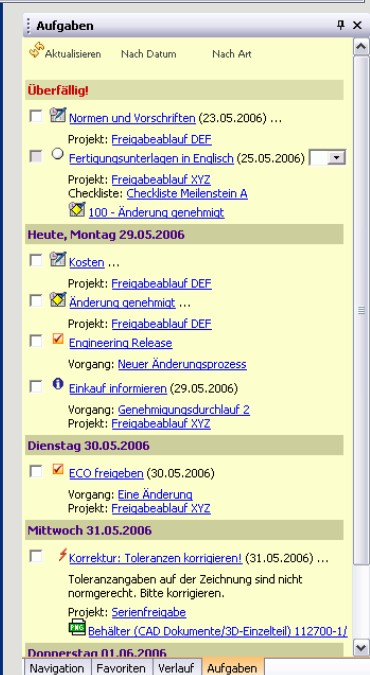 Aufgaben
Aktualisieren Nach Datum Nach Art
Überfällig!
Normen und Vorschriften (23.05.2006) ...
Projekt: Freigabeablauf DEF
Fertigungsunterlagen in Englisch (25.05.2006)
Projekt: Freigabeablauf XYZ
Checkliste: Checkliste Meilenstein A
100 - Änderung genehmigt
Heute, Montag 29.05.2006
Kosten ...
Projekt: Freigabeablauf DEF
Änderung genehmigt ...
Projekt: Freigabeablauf DEF
Engineering Release
Vorgang: Neuer Änderungsprozess
Einkauf informieren (29.05.2006)
Vorgang: Genehmigungsdurchlauf 2
Projekt: Freigabeablauf XYZ
Dienstag 30.05.2006
ECO freigeben (30.05.2006)
Vorgang: Eine Änderung
Projekt: Freigabeablauf XYZ
Mittwoch 31.05.2006
Korrektur: Toleranzen korrigieren! (31.05.2006) ...
Toleranzangaben auf der Zeichnung sind nicht
normgerecht. Bitte korrigieren.
Projekt: Serienfreigabe
PNG Behälter (CAD Dokumente/3D-Einzelteil) 112700-1/
Donnerstag 01.06.2006
Navigation Favoriten Verlauf Aufgaben